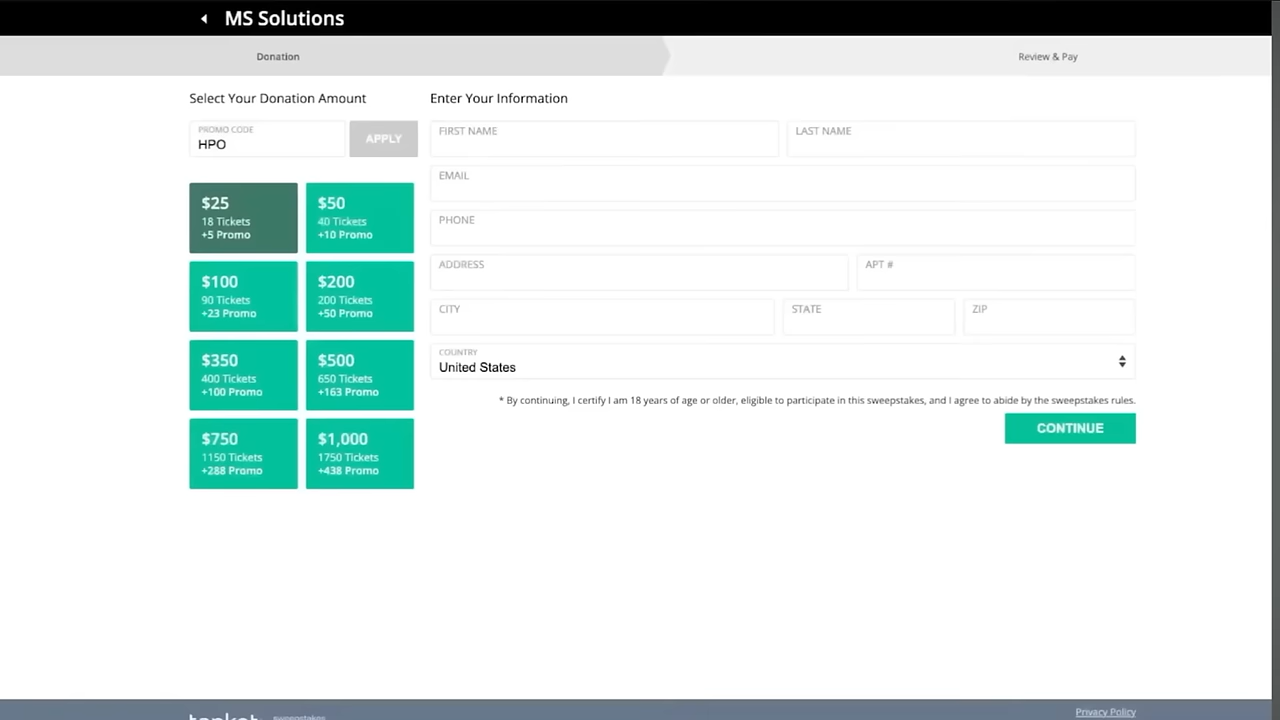 MS Solutions
Donation
Review & Pay
Select Your Donation Amount
PROMO CODE
HPO
APPLY
$25
18 Tickets
+5 Promo
$50
40 Tickets
+10 Promo
$100
90 Tickets
+23 Promo
$200
200 Tickets
+50 Promo
$350
400 Tickets
+100 Promo
$500
650 Tickets
+163 Promo
$750
1150 Tickets
+288 Promo
$1,000
1750 Tickets
+438 Promo
Enter Your Information
FIRST NAME
LAST NAME
EMAIL
PHONE
ADDRESS
APT #
CITY
STATE
ZIP
COUNTRY
United States
* By continuing, I certify I am 18 years of age or older, eligible to participate in this sweepstakes, and I agree to abide by the sweepstakes rules.
CONTINUE
sweepstakes
Privacy Policy